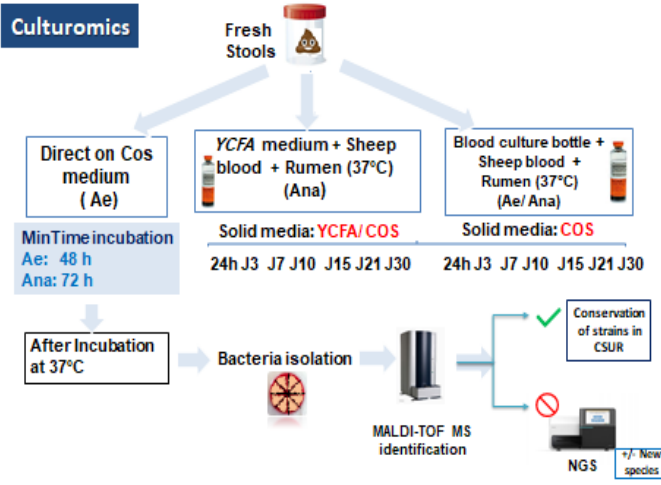 Culturomics
Fresh
Stools
Direct on Cos
medium
( Ae)
YCFA medium + Sheep
blood + Rumen (37ºC)
(Ana)
Blood culture bottle +
Sheep blood +
Rumen (37ºC)
(Ae/ Ana)
MinTime incubation
Ae: 48 h
Ana: 72 h
Solid media: YCFA/ COS
24h J3 J7 J10 J15 J21 J30
Solid media: COS
24h J3 J7 J10 J15 J21 J30
After Incubation
at 37ºC
Bacteria isolation
MALDI-TOF MS
identification
Conservation
of strains in
CSUR
NGS
+/- New
species